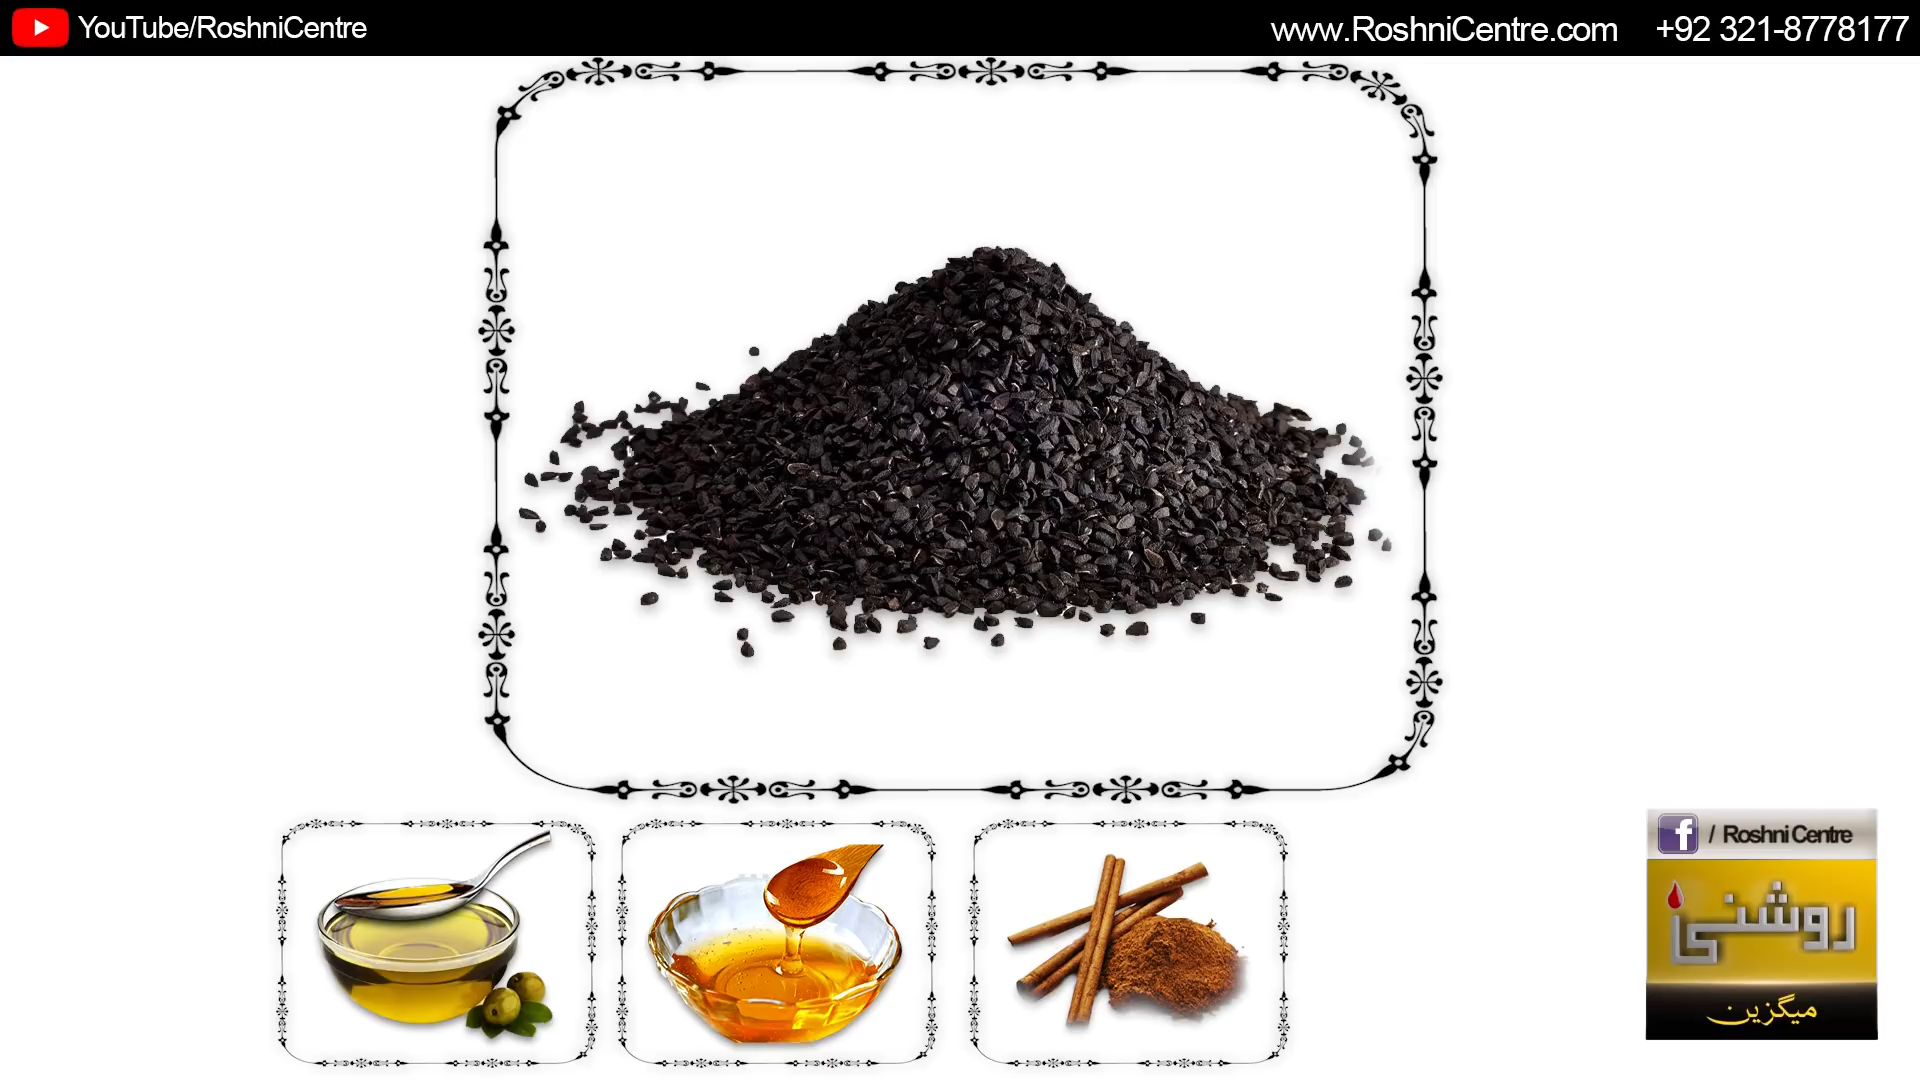 YouTube/RoshniCentre
www.RoshniCentre.com +92 321-8778177
f / Roshni Centre
روشنی
میگزین